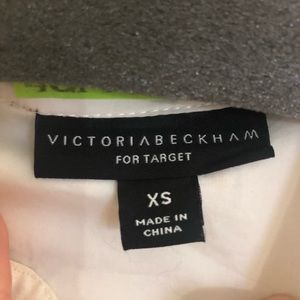 VICTORIABECKHAM
FOR TARGET
XS
MADE IN
CHINA